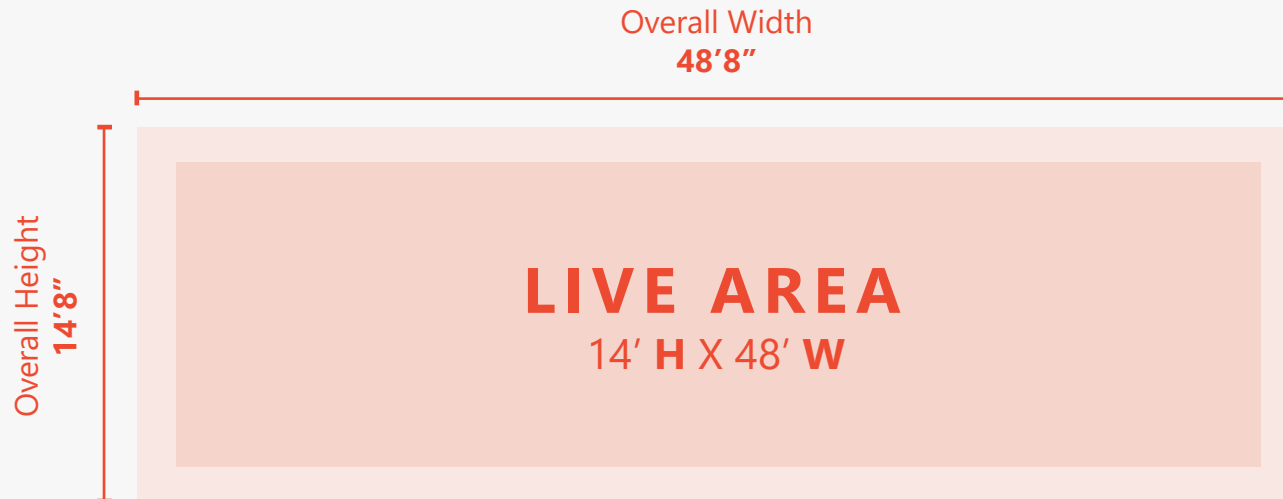 Overall Width
48’8”
Overall Height
14’8”
LIVE AREA
14’ H X 48’ W